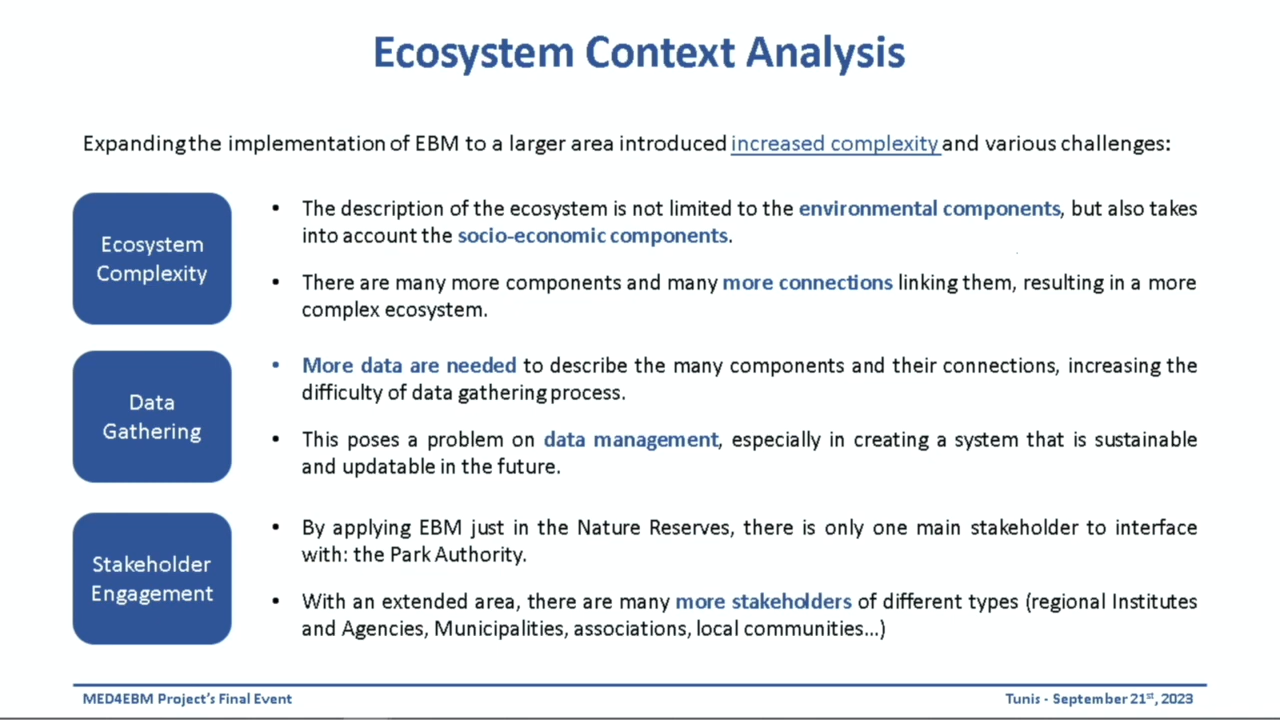 Ecosystem Context Analysis
Expanding the implementation of EBM to a larger area introduced increased complexity and various challenges:
Ecosystem
Complexity
• The description of the ecosystem is not limited to the environmental components, but also takes
into account the socio-economic components.
• There are many more components and many more connections linking them, resulting in a more
complex ecosystem.
Data
Gathering
• More data are needed to describe the many components and their connections, increasing the
difficulty of data gathering process.
• This poses a problem on data management, especially in creating a system that is sustainable
and updatable in the future.
Stakeholder
Engagement
• By applying EBM just in the Nature Reserves, there is only one main stakeholder to interface
with: the Park Authority.
• With an extended area, there are many more stakeholders of different types (regional Institutes
and Agencies, Municipalities, associations, local communities...)
MED4EBM Project's Final Event
Tunis - September 21st, 2023